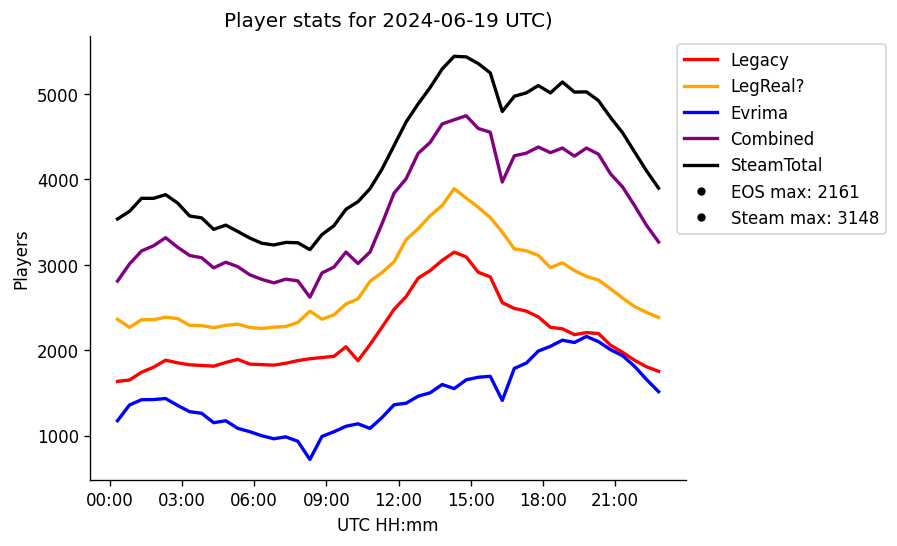 Player stats for 2024-06-19 UTC)
Legacy
LegReal?
Evrima
Combined
SteamTotal
EOS max: 2161
Steam max: 3148
Players
5000
4000
3000
2000
1000
00:00 03:00 06:00 09:00 12:00 15:00 18:00 21:00
UTC HH:mm